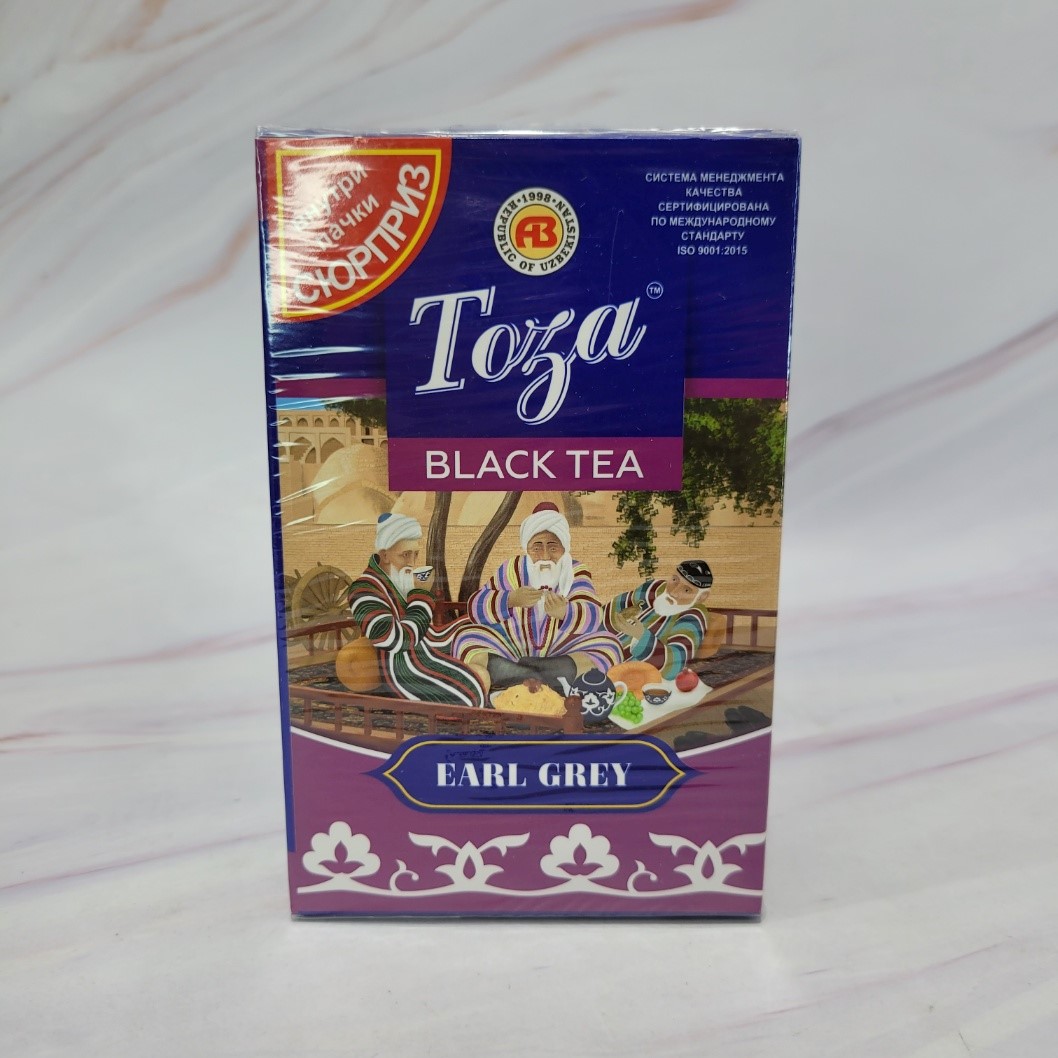 внутри
пачки
СЮРПРИЗ
•1998•
REPUBLIC OF UZBEKISTAN
AB
СИСТЕМА МЕНЕДЖМЕНТА
КАЧЕСТВА
СЕРТИФИЦИРОВАНА
ПО МЕЖДУНАРОДНОМУ
СТАНДАРТУ
ISO 9001:2015
Toza
TM
BLACK TEA
EARL GREY